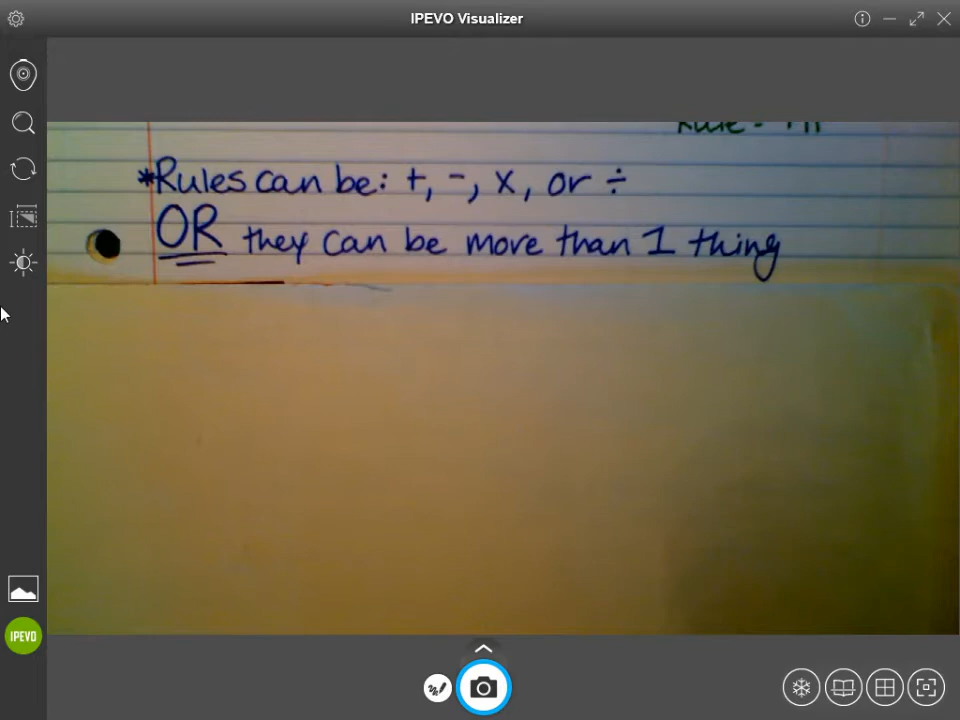 IPEVO Visualizer
*Rules can be: +, -, x, or ÷
OR they can be more than 1 thing
IPEVO